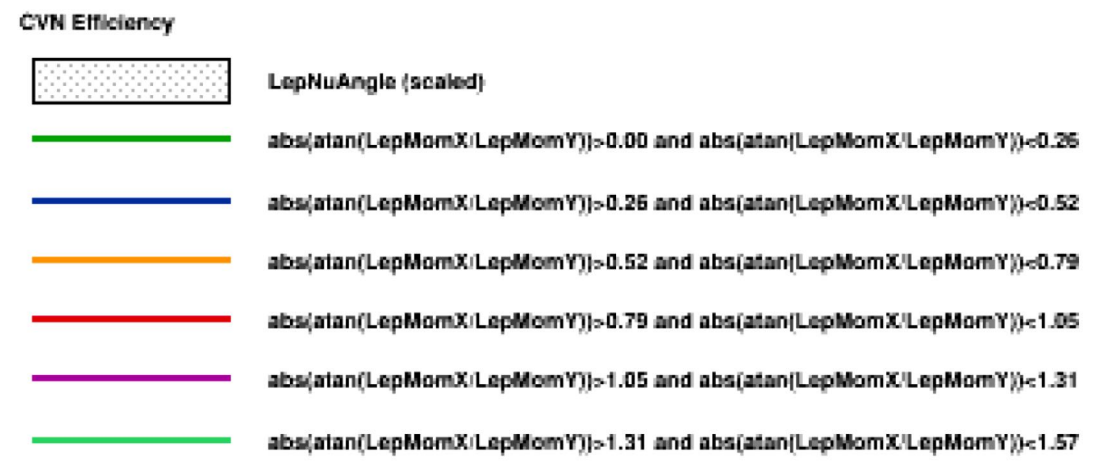 CVN Efficiency
LepNuAngle (scaled)
abs(atan(LepMomX/LepMomY))>0.00 and abs(atan(LepMomX/LepMomY))<0.26
abs(atan(LepMomX/LepMomY))>0.26 and abs(atan(LepMomX/LepMomY))<0.52
abs(atan(LepMomX/LepMomY))>0.52 and abs(atan(LepMomX/LepMomY))<0.79
abs(atan(LepMomX/LepMomY))>0.79 and abs(atan(LepMomX/LepMomY))<1.05
abs(atan(LepMomX/LepMomY))>1.05 and abs(atan(LepMomX/LepMomY))<1.31
abs(atan(LepMomX/LepMomY))>1.31 and abs(atan(LepMomX/LepMomY))<1.57